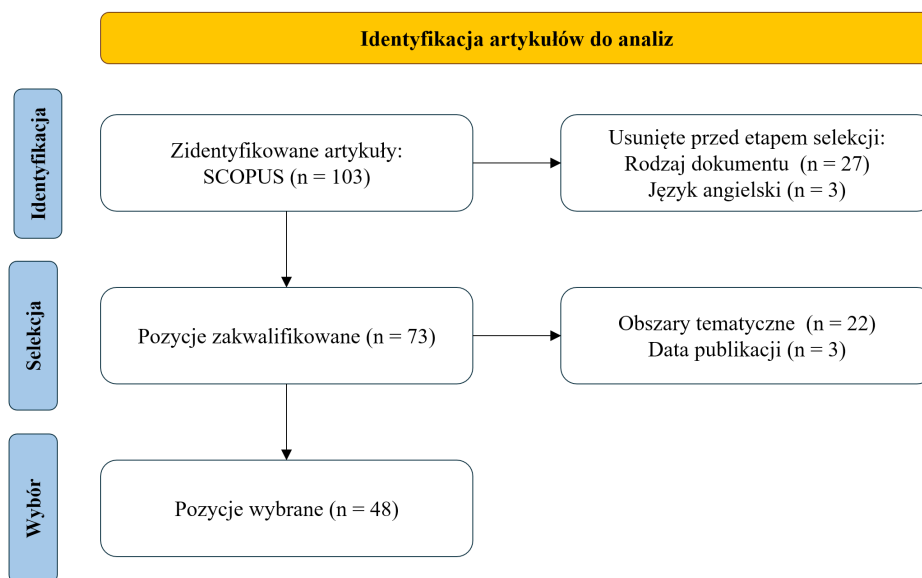 Identyfikacja artykułów do analiz
Identyfikacja
Zidentyfikowane artykuły:
SCOPUS (n = 103)
Usunięte przed etapem selekcji:
Rodzaj dokumentu (n = 27)
Język angielski (n = 3)
Selekcja
Pozycje zakwalifikowane (n = 73)
Obszary tematyczne (n = 22)
Data publikacji (n = 3)
Wybór
Pozycje wybrane (n = 48)